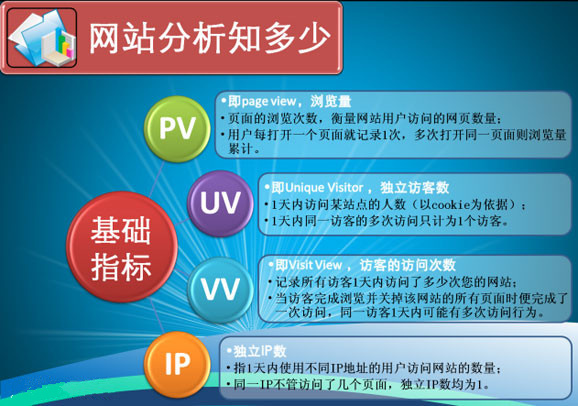 网站分析知多少
基础
指标
PV
•即page view，浏览量
•页面的浏览次数，衡量网站用户访问的网页数量；
•用户每打开一个页面就记录1次，多次打开同一页面则浏览量
累计。
UV
•即Unique Visitor ，独立访客数
•1天内访问某站点的人数（以cookie为依据）；
•1天内同一访客的多次访问只计为1个访客。
VV
•即VisIt View ，访客的访问次数
•记录所有访客1天内访问了多少次您的网站；
•当访客完成浏览并关掉该网站的所有页面时便完成了
一次访问，同一访客1天内可能有多次访问行为。
IP
•独立IP数
•指1天内使用不同IP地址的用户访问网站的数量；
•同一IP不管访问了几个页面，独立IP数均为1。